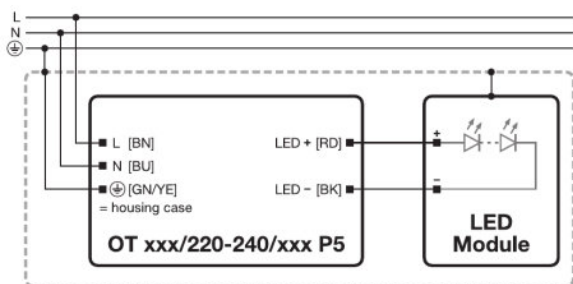 L
N
⏚
L [BN]
LED + [RD]
+
N [BU]
⏚ [GN/YE]
LED − [BK]
−
= housing case
OT xxx/220-240/xxx P5
LED
Module